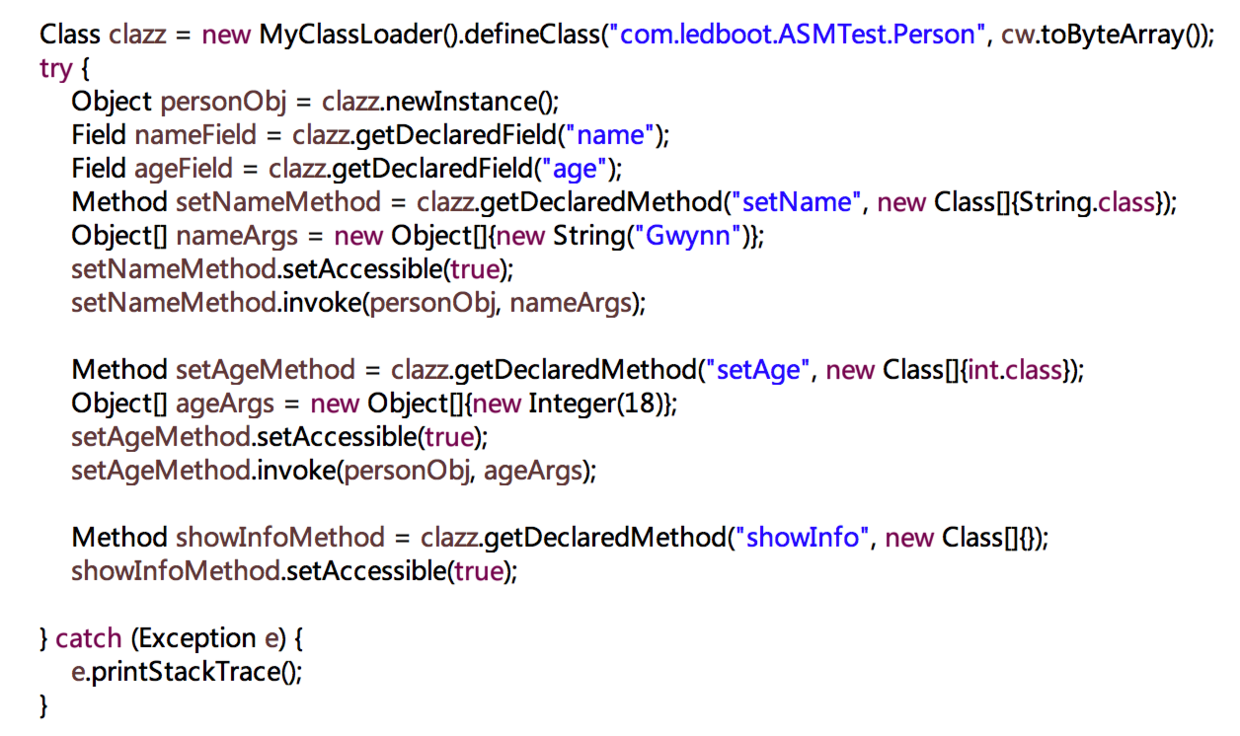 Class clazz = new MyClassLoader().defineClass("com.ledboot.ASMTest.Person", cw.toByteArray());
try {
Object personObj = clazz.newInstance();
Field nameField = clazz.getDeclaredField("name");
Field ageField = clazz.getDeclaredField("age");
Method setNameMethod = clazz.getDeclaredMethod("setName", new Class[]{String.class});
Object[] nameArgs = new Object[]{new String("Gwynn")};
setNameMethod.setAccessible(true);
setNameMethod.invoke(personObj, nameArgs);
Method setAgeMethod = clazz.getDeclaredMethod("setAge", new Class[]{int.class});
Object[] ageArgs = new Object[]{new Integer(18)};
setAgeMethod.setAccessible(true);
setAgeMethod.invoke(personObj, ageArgs);
Method showInfoMethod = clazz.getDeclaredMethod("showInfo", new Class[]{});
showInfoMethod.setAccessible(true);
} catch (Exception e) {
e.printStackTrace();
}